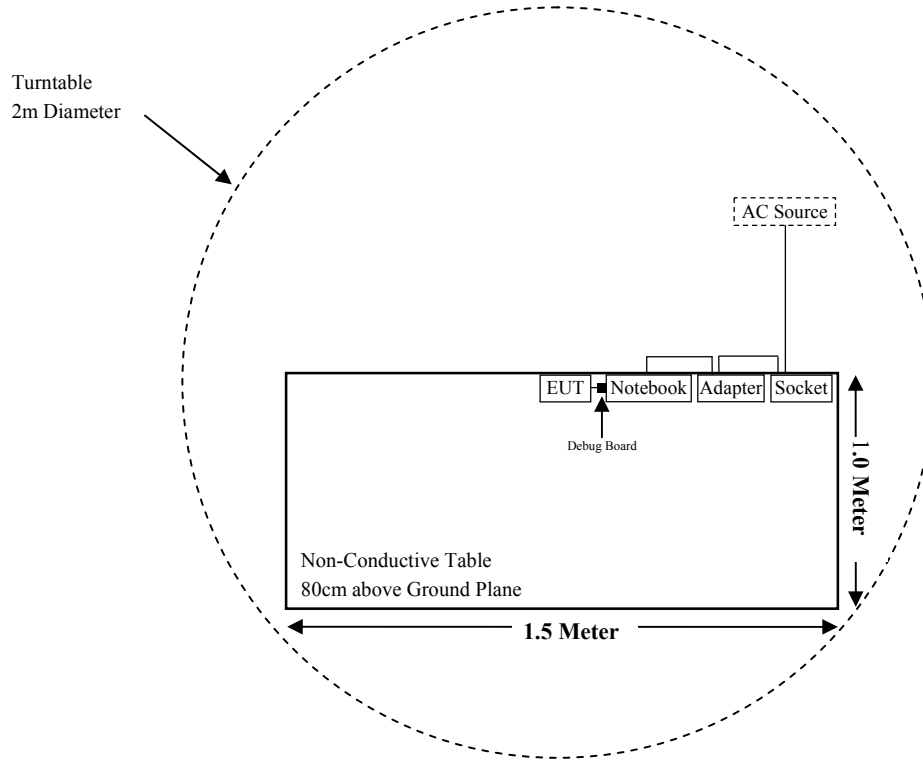 Turntable
2m Diameter
AC Source
EUT
Notebook
Adapter
Socket
Debug Board
1.0 Meter
Non-Conductive Table
80cm above Ground Plane
1.5 Meter